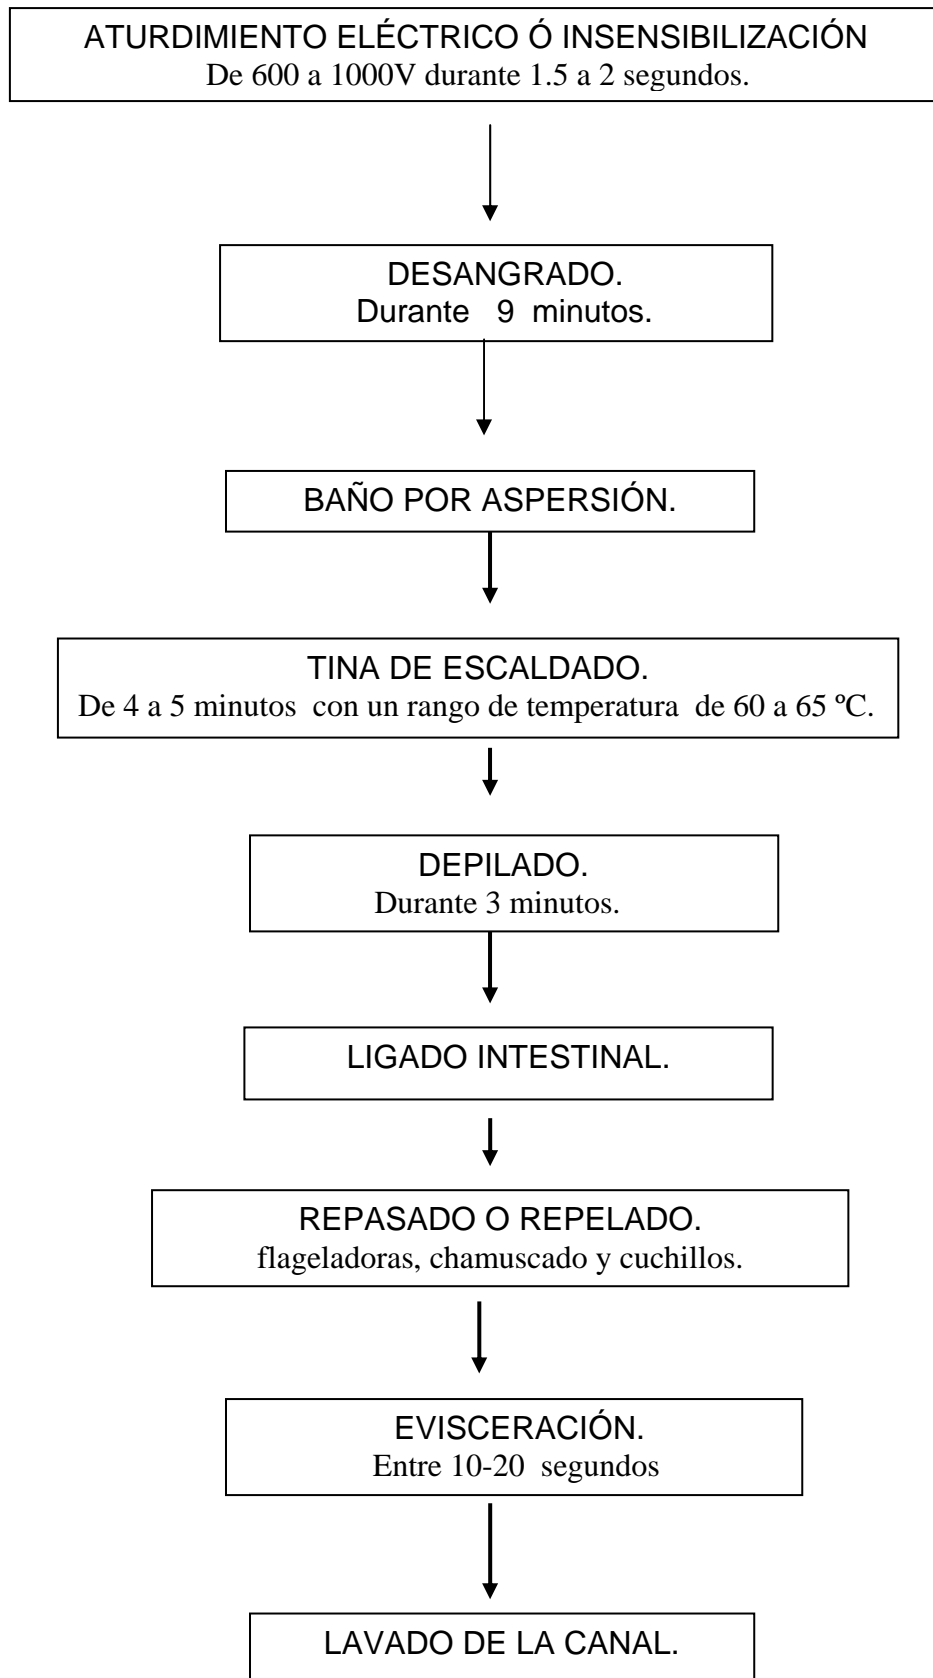 ATURDIMIENTO ELÉCTRICO Ó INSENSIBILIZACIÓN
De 600 a 1000V durante 1.5 a 2 segundos.
DESANGRADO.
Durante 9 minutos.
BAÑO POR ASPERSIÓN.
TINA DE ESCALDADO.
De 4 a 5 minutos con un rango de temperatura de 60 a 65 ºC.
DEPILADO.
Durante 3 minutos.
LIGADO INTESTINAL.
REPASADO O REPELADO.
flageladoras, chamuscado y cuchillos.
EVISCERACIÓN.
Entre 10-20 segundos
LAVADO DE LA CANAL.